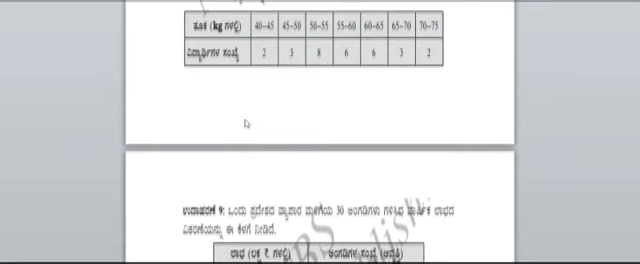 ತೂಕ (kg ಗಳಲ್ಲಿ) 40–45 45–50 50–55 55–60 60–65 65–70 70–75
ವಿದ್ಯಾರ್ಥಿಗಳ ಸಂಖ್ಯೆ 2 3 8 6 6 3 2
ಉದಾಹರಣೆ 9: ಒಂದು ಪ್ರದೇಶದ ವ್ಯಾಪಾರ ಮಳಿಗೆಯ 30 ಅಂಗಡಿಗಳು ಗಳಿಸಿದ ವಾರ್ಷಿಕ ಲಾಭದ
ವಿತರಣೆಯನ್ನು ಈ ಕೆಳಗೆ ನೀಡಿದೆ.
ಲಾಭ (ಲಕ್ಷ ₹. ಗಳಲ್ಲಿ) ಅಂಗಡಿಗಳ ಸಂಖ್ಯೆ (ಆವೃತ್ತಿ)